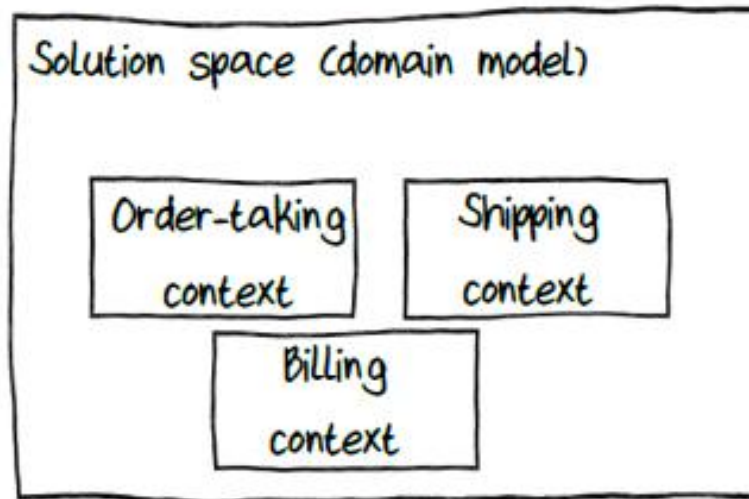 Solution space (domain model)
Order-taking
context
Shipping
context
Billing
context